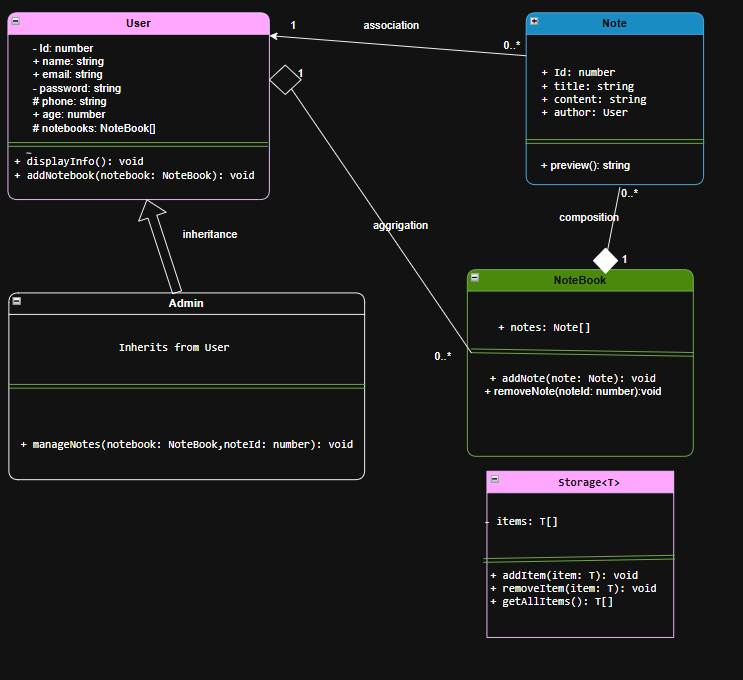 User
- Id: number
+ name: string
+ email: string
- password: string
# phone: string
+ age: number
# notebooks: NoteBook[]
+ displayInfo(): void
+ addNotebook(notebook: NoteBook): void
1
association
0..*
Note
+ Id: number
+ title: string
+ content: string
+ author: User
+ preview(): string
1
aggrigation
0..*
0..*
composition
1
inheritance
Admin
Inherits from User
+ manageNotes(notebook: NoteBook,noteId: number): void
NoteBook
+ notes: Note[]
+ addNote(note: Note): void
+ removeNote(noteId: number):void
Storage<T>
- items: T[]
+ addItem(item: T): void
+ removeItem(item: T): void
+ getAllItems(): T[]